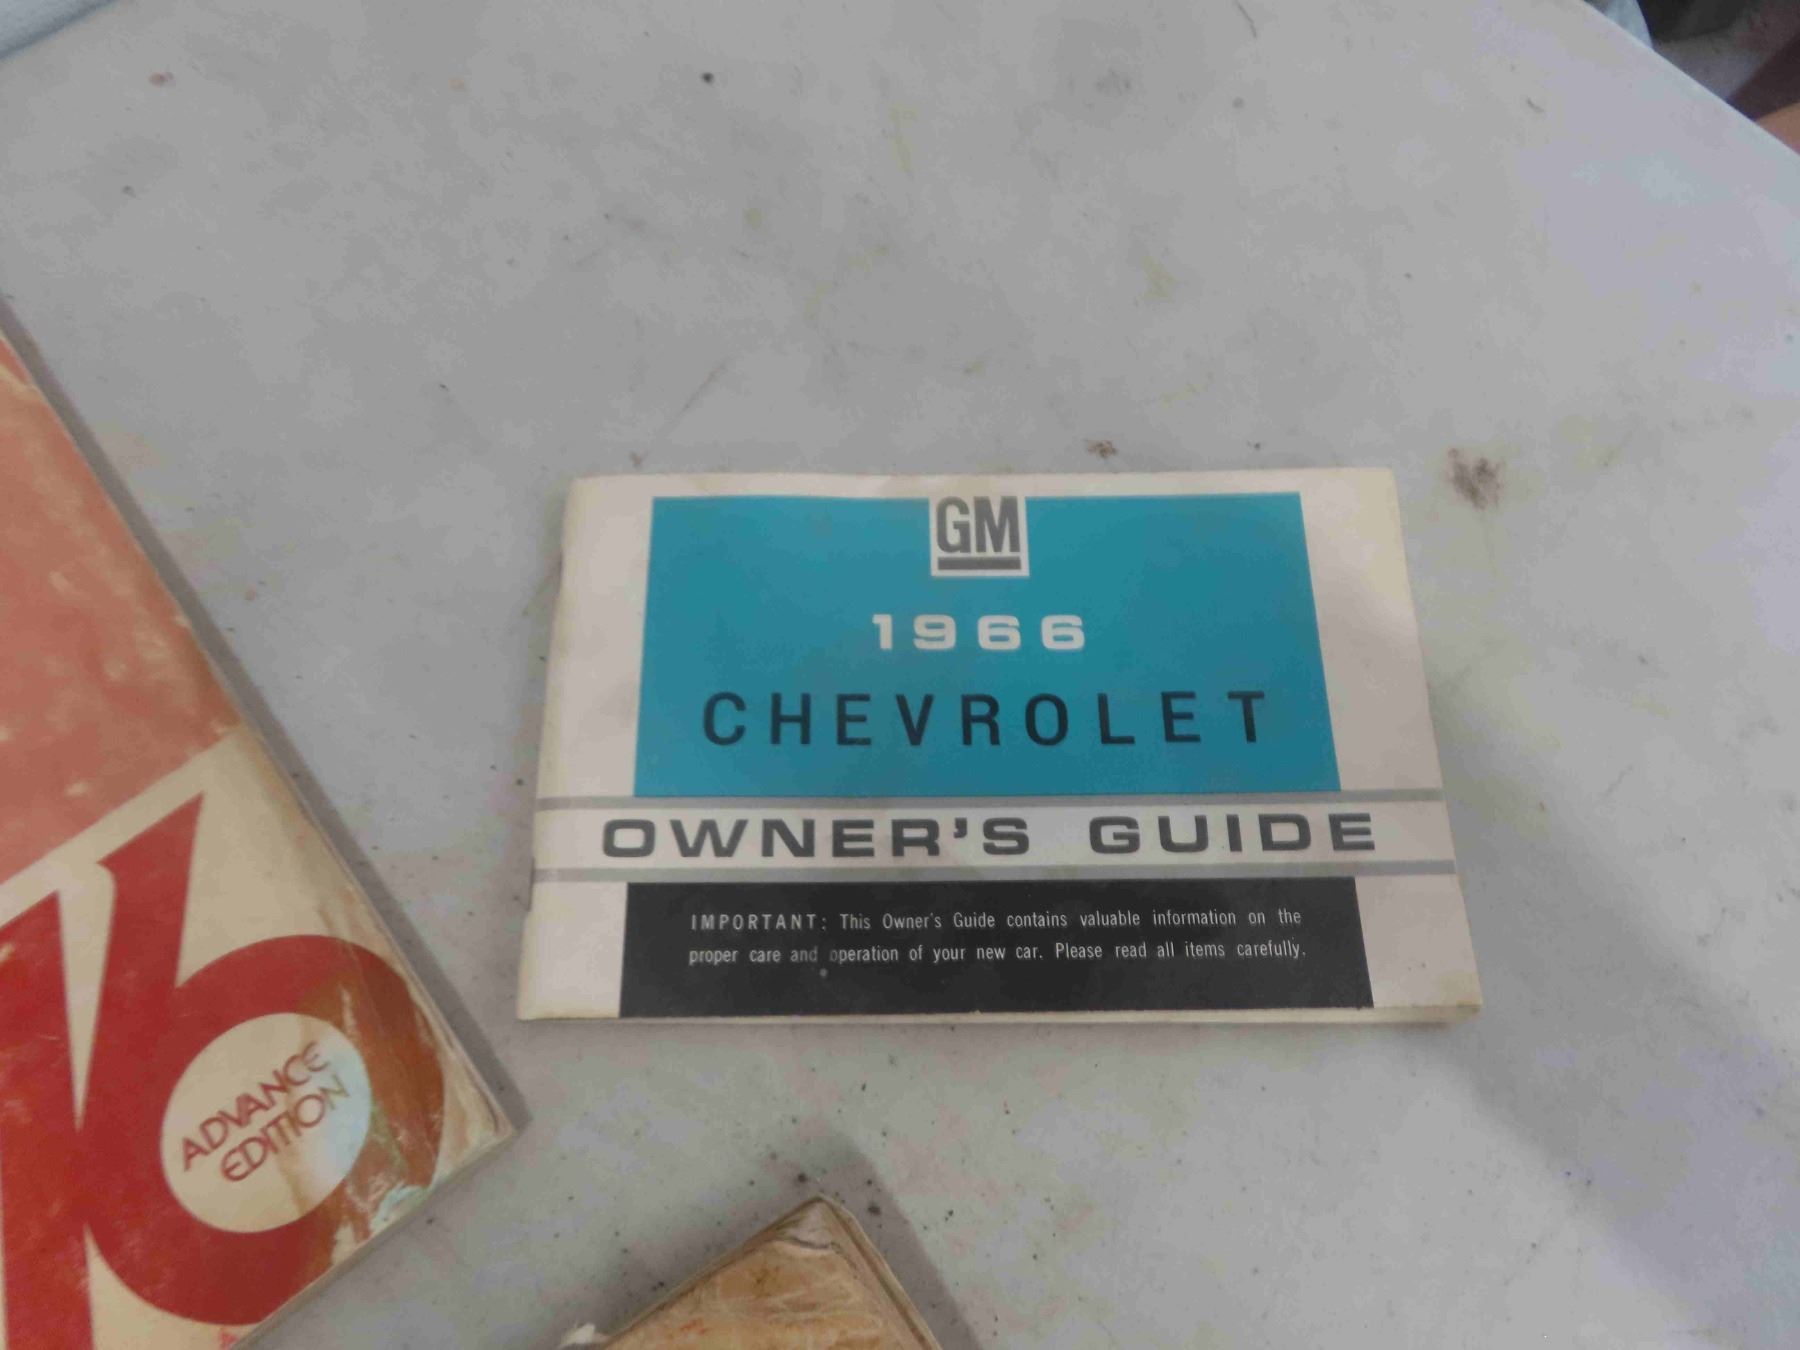 GM
1966
CHEVROLET
OWNER'S GUIDE
IMPORTANT: This Owner's Guide contains valuable information on the
proper care and operation of your new car. Please read all items carefully.
76
ADVANCE
EDITION